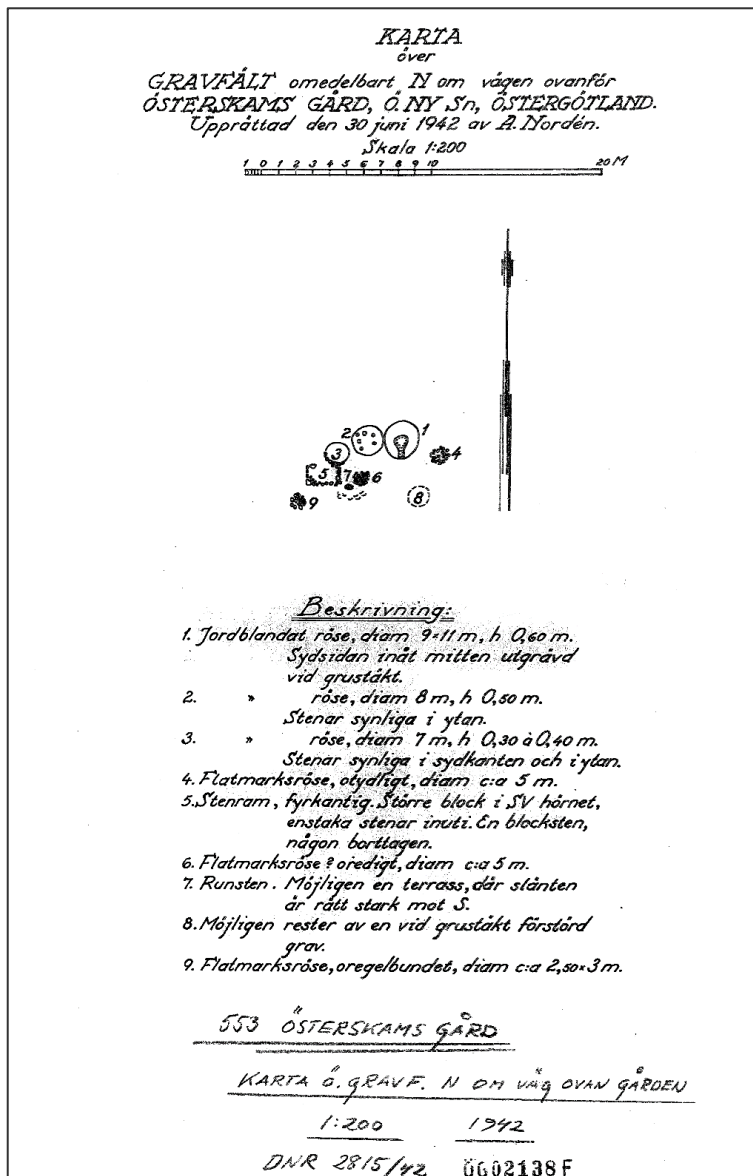 KARTA
över
GRAVFÄLT omedelbart N om vägen ovanför
ÖSTERSKAMS GÅRD, Ö. NY Sn, ÖSTERGÖTLAND.
Upprättad den 30 juni 1942 av A. Nordén.
Skala 1:200
1 0 1 2 3 4 5 6 7 8 9 10 20 M
2 1
3 4
5 7 6
9 8
Beskrivning:
1. Jordblandat röse, diam 9×11 m, h 0,60 m.
Sydsidan inåt mitten utgrävd
vid grustäkt.
2. » röse, diam 8 m, h 0,50 m.
Stenar synliga i ytan.
3. » röse, diam 7 m, h 0,30 à 0,40 m.
Stenar synliga i sydkanten och i ytan.
4. Flatmarksröse, otydligt, diam c:a 5 m.
5. Stenram, fyrkantig. Större block i SV hörnet,
enstaka stenar inuti. En blocksten,
någon borttagen.
6. Flatmarksröse? oredigt, diam c:a 5 m.
7. Runsten. Möjligen en terrass, där slänten
är rätt stark mot S.
8. Möjligen rester av en vid grustäkt förstörd
grav.
9. Flatmarksröse, oregelbundet, diam c:a 2,50×3 m.
553 ÖSTERSKAMS GÅRD
KARTA Ö. GRAVF. N OM VÄG OVAN GÅRDEN
1:200 1942
DNR 2815/42 ÖG02138F